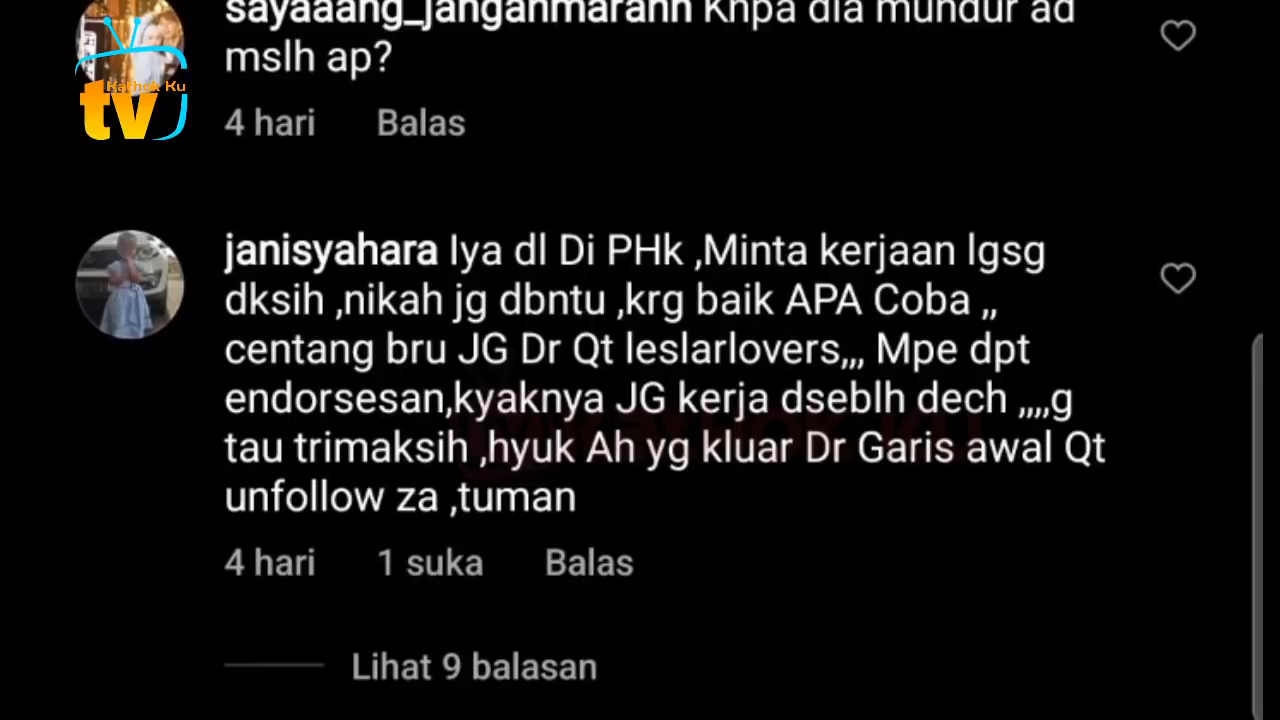 sayaaang_janganmarahh Knpa dia mundur ad
mslh ap?
Kathok Ku
tv
4 hari Balas
janisyahara Iya dl Di PHk ,Minta kerjaan lgsg
dksih ,nikah jg dbntu ,krg baik APA Coba ,,
centang bru JG Dr Qt leslarlovers,,, Mpe dpt
endorsesan,kyaknya JG kerja dseblh dech ,,,,g
tau trimaksih ,hyuk Ah yg kluar Dr Garis awal Qt
unfollow za ,tuman
4 hari 1 suka Balas
Lihat 9 balasan